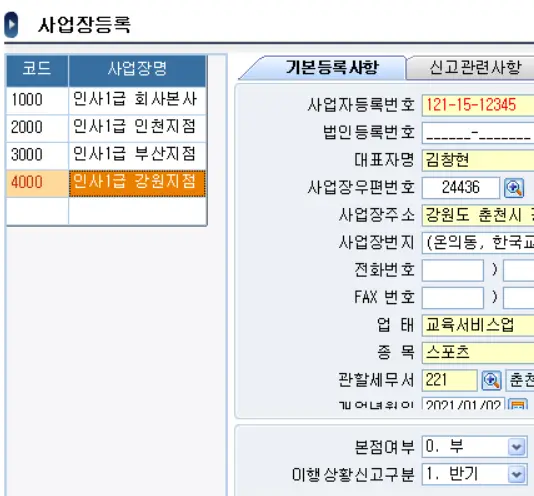 사업장등록
코드 사업장명
1000 인사1급 회사본사
2000 인사1급 인천지점
3000 인사1급 부산지점
4000 인사1급 강원지점
기본등록사항 신고관련사항
사업자등록번호 121-15-12345
법인등록번호 ______-_______
대표자명 김창현
사업장우편번호 24436
사업장주소 강원도 춘천시
사업장번지 (온의동, 한국교
전화번호 )
FAX 번호 )
업 태 교육서비스업
종 목 스포츠
관할세무서 221 춘천
개업년월일 2021/01/02
본점여부 0. 부
이행상황신고구분 1. 반기